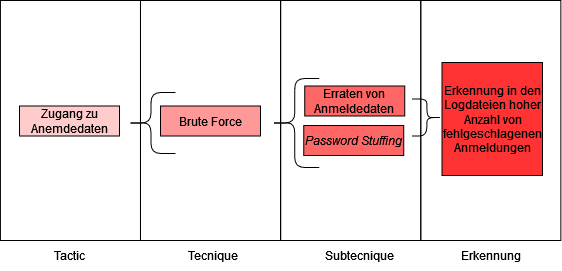 Zugang zu
Anemdedaten
Brute Force
Erraten von
Anmeldedaten
Password Stuffing
Erkennung in den
Logdateien hoher
Anzahl von
fehlgeschlagenen
Anmeldungen
Tactic
Tecnique
Subtecnique
Erkennung